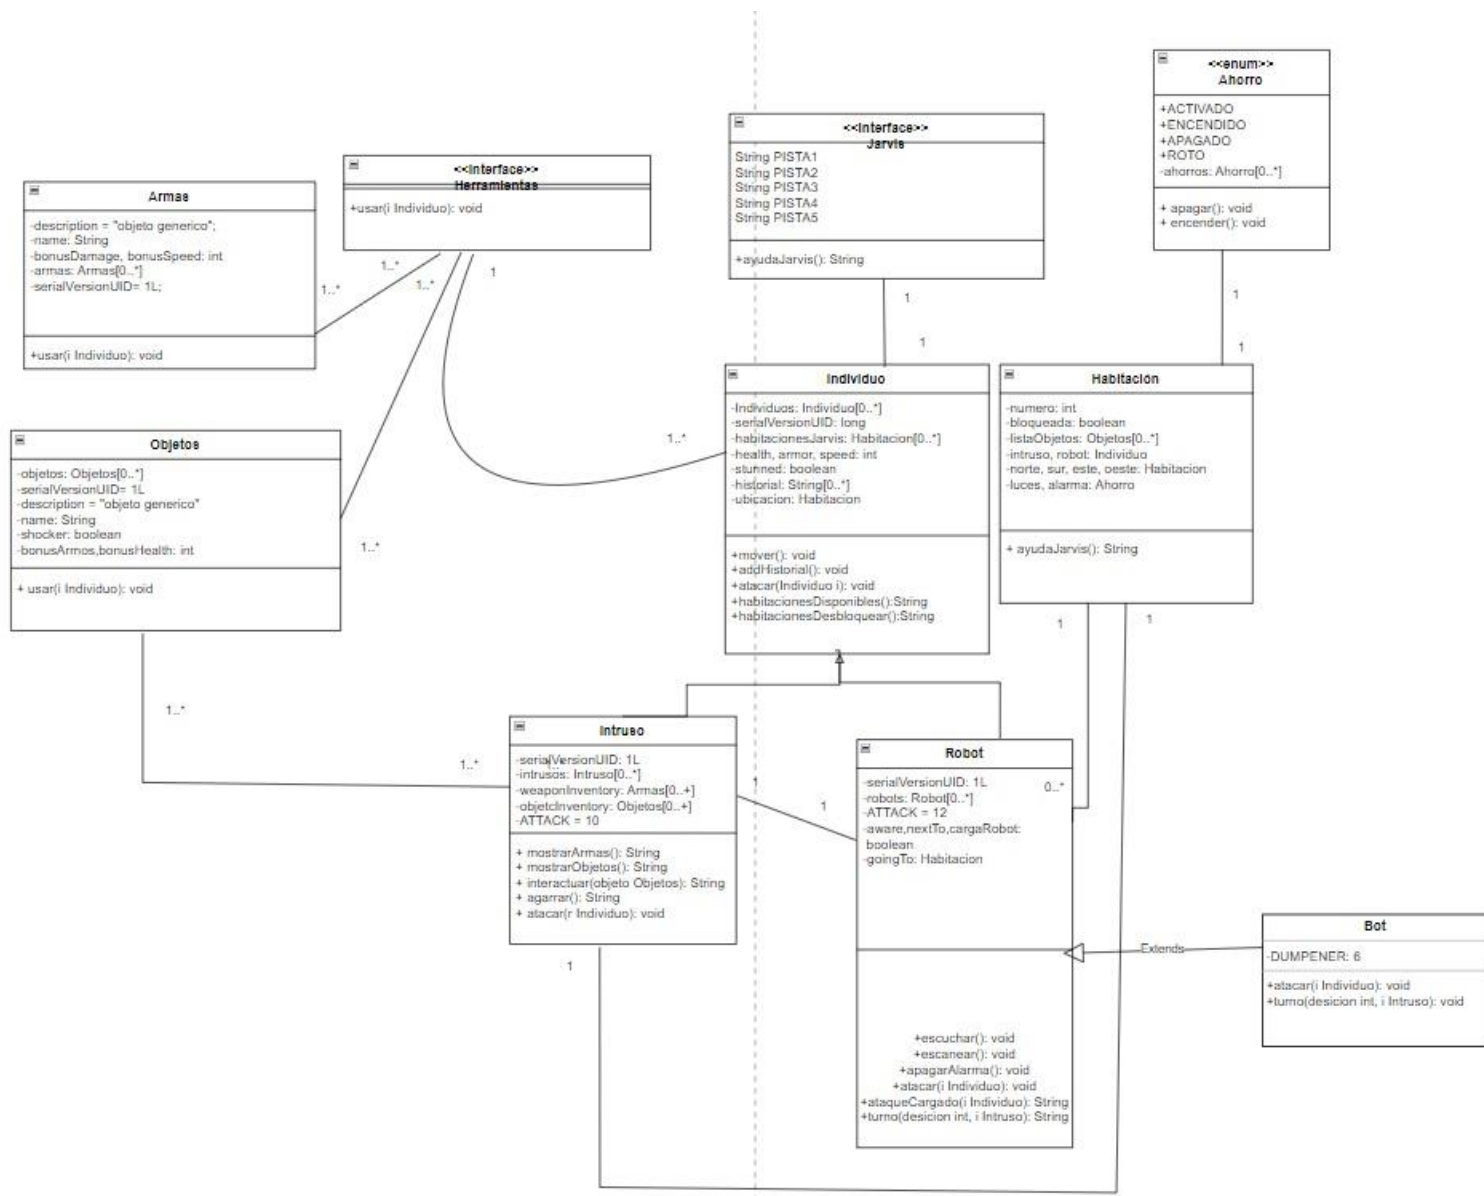 <<enum>>
Ahorro
+ACTIVADO
+ENCENDIDO
+APAGADO
+ROTO
-ahorros: Ahorro[0..*]
+ apagar(): void
+ encender(): void
<<Interface>>
Jarvis
String PISTA1
String PISTA2
String PISTA3
String PISTA4
String PISTA5
+ayudaJarvis(): String
<<Interface>>
Herramientas
+usar(i Individuo): void
Armas
-description = "objeto generico";
-name: String
-bonusDamage, bonusSpeed: int
-armas: Armas[0..*]
-serialVersionUID= 1L;
+usar(i Individuo): void
1..*
1..*
1..*
1
1
1
1
1
Individuo
-Individuos: Individuo[0..*]
-serialVersionUID: long
-habitacionesJarvis: Habitacion[0..*]
-health, armor, speed: int
-stunned: boolean
-historial: String[0..*]
-ubicacion: Habitacion
+mover(): void
+addHistorial(): void
+atacar(Individuo i): void
+habitacionesDisponibles():String
+habitacionesDesbloquear():String
Habitación
-numero: int
-bloqueada: boolean
-listaObjetos: Objetos[0..*]
-intruso, robot: Individuo
-norte, sur, este, oeste: Habitacion
-luces, alarma: Ahorro
+ ayudaJarvis(): String
1..*
Objetos
-objetos: Objetos[0..*]
-serialVersionUID= 1L
-description = "objeto generico"
-name: String
-shocker: boolean
-bonusArmos,bonusHealth: int
+ usar(i Individuo): void
1..*
1
1
1..*
1..*
Intruso
-serialVersionUID: 1L
-intrusos: Intruso[0..*]
-weaponInventory: Armas[0..+]
-objetcInventory: Objetos[0..+]
-ATTACK = 10
+ mostrarArmas(): String
+ mostrarObjetos(): String
+ interactuar(objeto Objetos): String
+ agarrar(): String
+ atacar(r Individuo): void
1
1
1
Robot
-serialVersionUID: 1L
0..*
-robots: Robot[0..*]
-ATTACK = 12
-aware,nextTo,cargaRobot:
boolean
-goingTo: Habitacion
+escuchar(): void
+escanear(): void
+apagarAlarma(): void
+atacar(i Individuo): void
+ataqueCargado(i Individuo): String
+turno(desicion int, i Intruso): String
Extends
Bot
-DUMPENER: 6
+atacar(i Individuo): void
+turno(desicion int, i Intruso): void